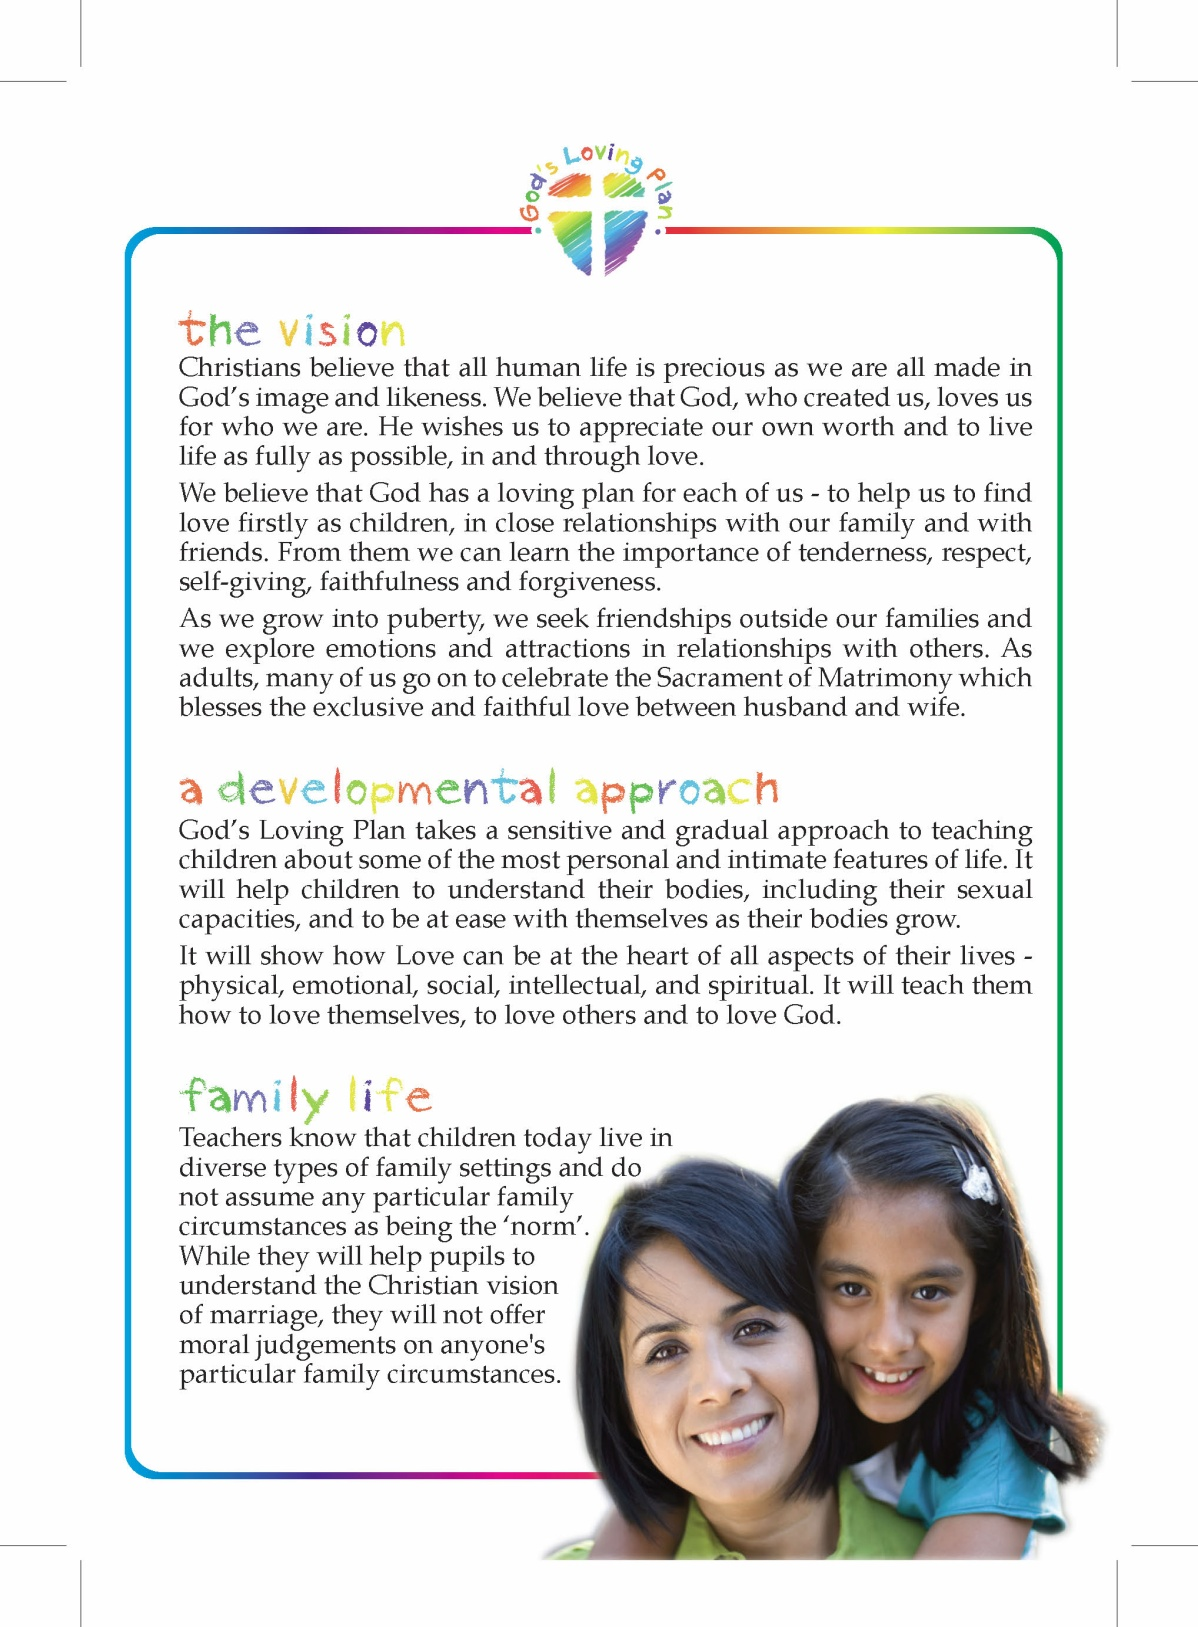 God's Loving Plan
the vision
Christians believe that all human life is precious as we are all made in
God’s image and likeness. We believe that God, who created us, loves us
for who we are. He wishes us to appreciate our own worth and to live
life as fully as possible, in and through love.
We believe that God has a loving plan for each of us - to help us to find
love firstly as children, in close relationships with our family and with
friends. From them we can learn the importance of tenderness, respect,
self-giving, faithfulness and forgiveness.
As we grow into puberty, we seek friendships outside our families and
we explore emotions and attractions in relationships with others. As
adults, many of us go on to celebrate the Sacrament of Matrimony which
blesses the exclusive and faithful love between husband and wife.
a developmental approach
God’s Loving Plan takes a sensitive and gradual approach to teaching
children about some of the most personal and intimate features of life. It
will help children to understand their bodies, including their sexual
capacities, and to be at ease with themselves as their bodies grow.
It will show how Love can be at the heart of all aspects of their lives -
physical, emotional, social, intellectual, and spiritual. It will teach them
how to love themselves, to love others and to love God.
family life
Teachers know that children today live in
diverse types of family settings and do
not assume any particular family
circumstances as being the ‘norm’.
While they will help pupils to
understand the Christian vision
of marriage, they will not offer
moral judgements on anyone's
particular family circumstances.